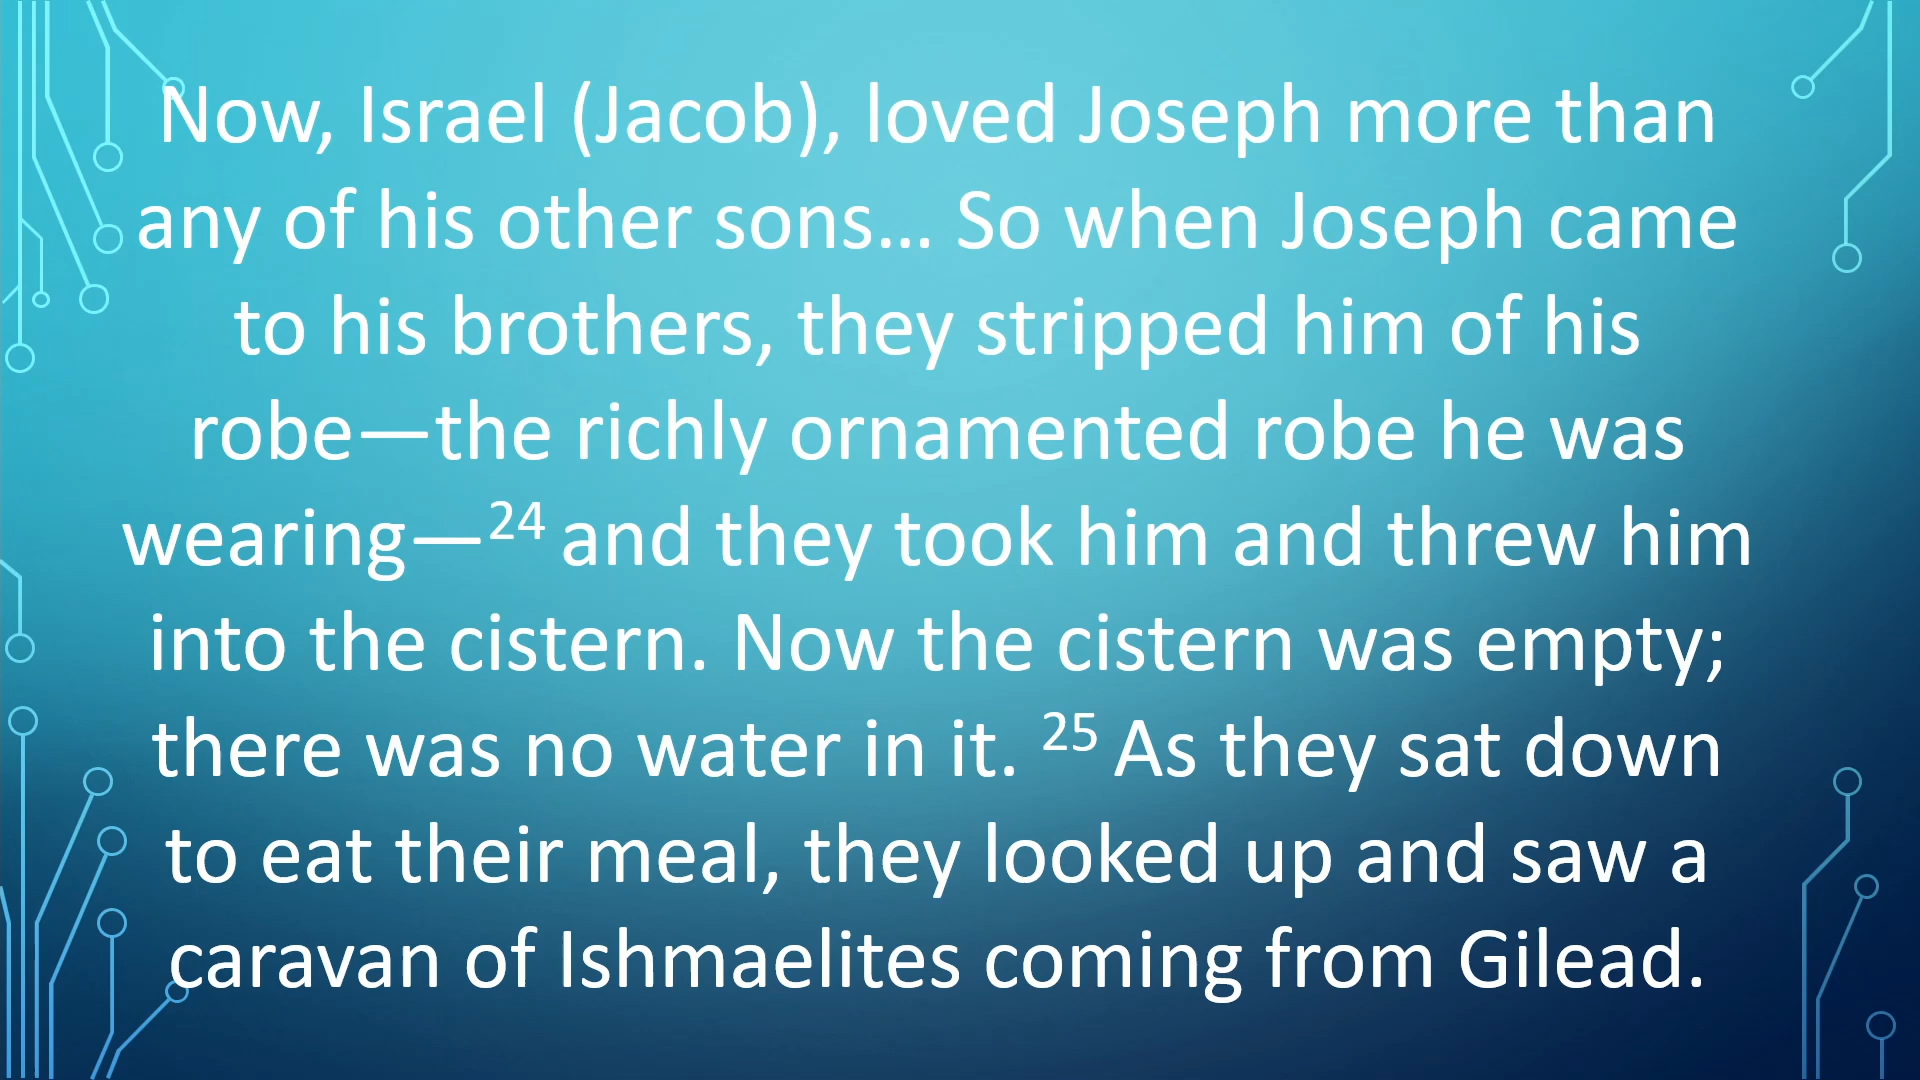 Now, Israel (Jacob), loved Joseph more than
any of his other sons… So when Joseph came
to his brothers, they stripped him of his
robe—the richly ornamented robe he was
wearing—24 and they took him and threw him
into the cistern. Now the cistern was empty;
there was no water in it. 25 As they sat down
to eat their meal, they looked up and saw a
caravan of Ishmaelites coming from Gilead.